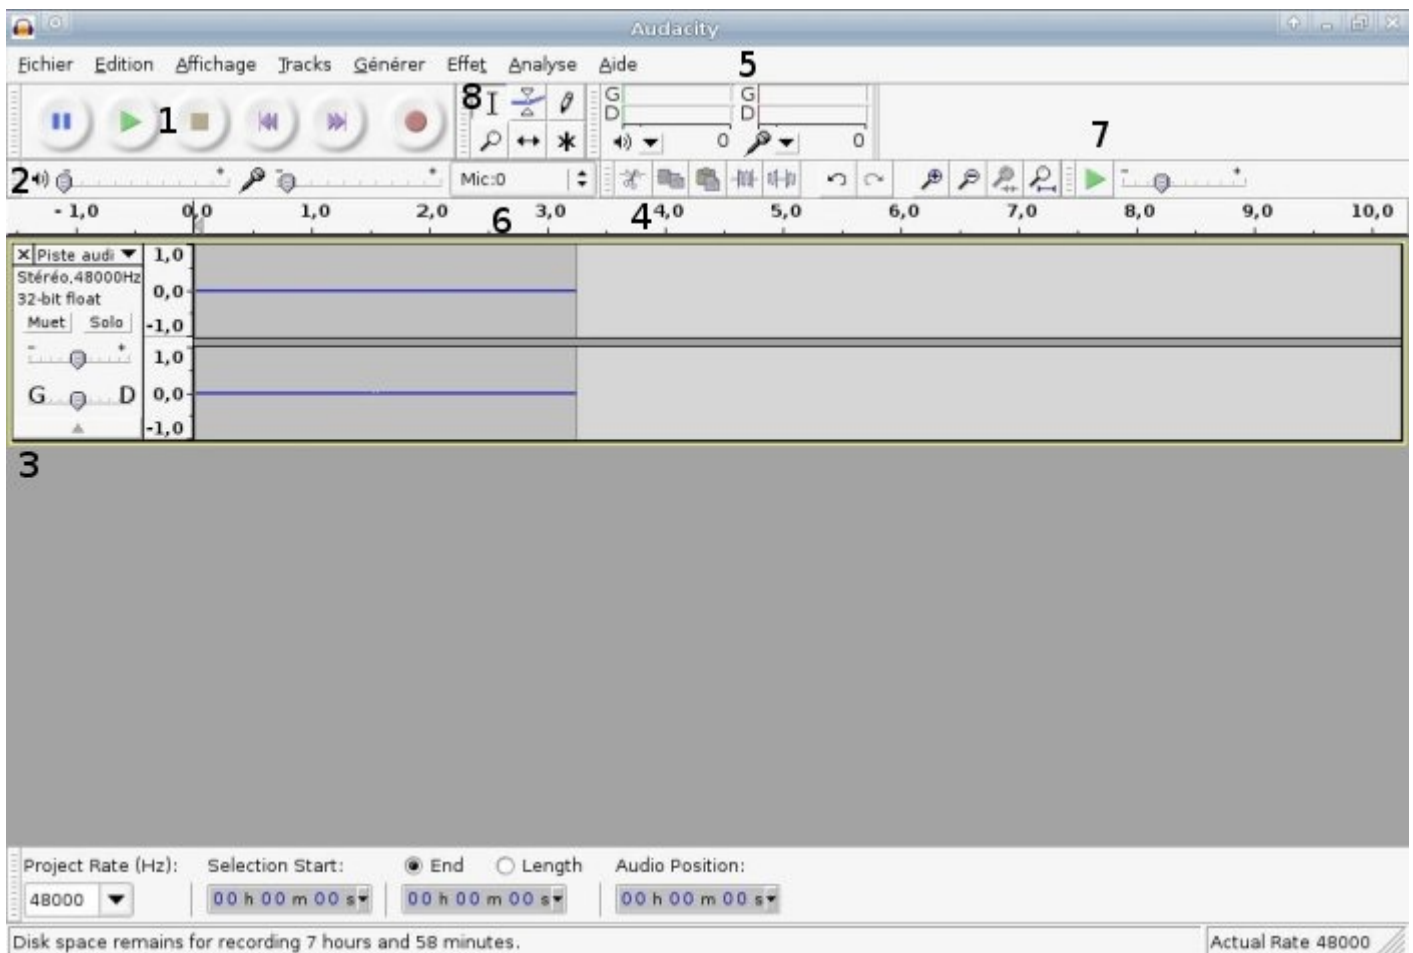 Audacity
Fichier Edition Affichage Tracks Générer Effet Analyse Aide 5
1 8 G D G D 7
0 0
2 Mic:0
- 1,0 0,0 1,0 2,0 6 3,0 4 4,0 5,0 6,0 7,0 8,0 9,0 10,0
Piste audi 1,0
Stéréo,48000Hz
32-bit float 0,0
Muet Solo -1,0
- + 1,0
G D 0,0
-1,0
3
Project Rate (Hz): Selection Start: End Length Audio Position:
48000 00 h 00 m 00 s 00 h 00 m 00 s 00 h 00 m 00 s
Disk space remains for recording 7 hours and 58 minutes. Actual Rate 48000